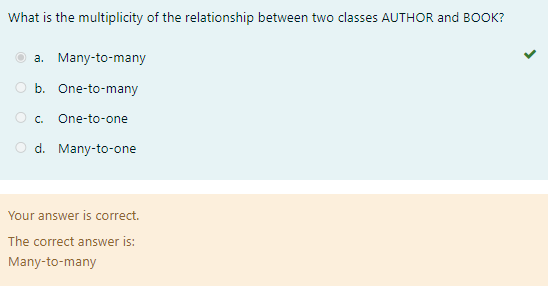 What is the multiplicity of the relationship between two classes AUTHOR and BOOK?
a. Many-to-many
b. One-to-many
c. One-to-one
d. Many-to-one
Your answer is correct.
The correct answer is:
Many-to-many